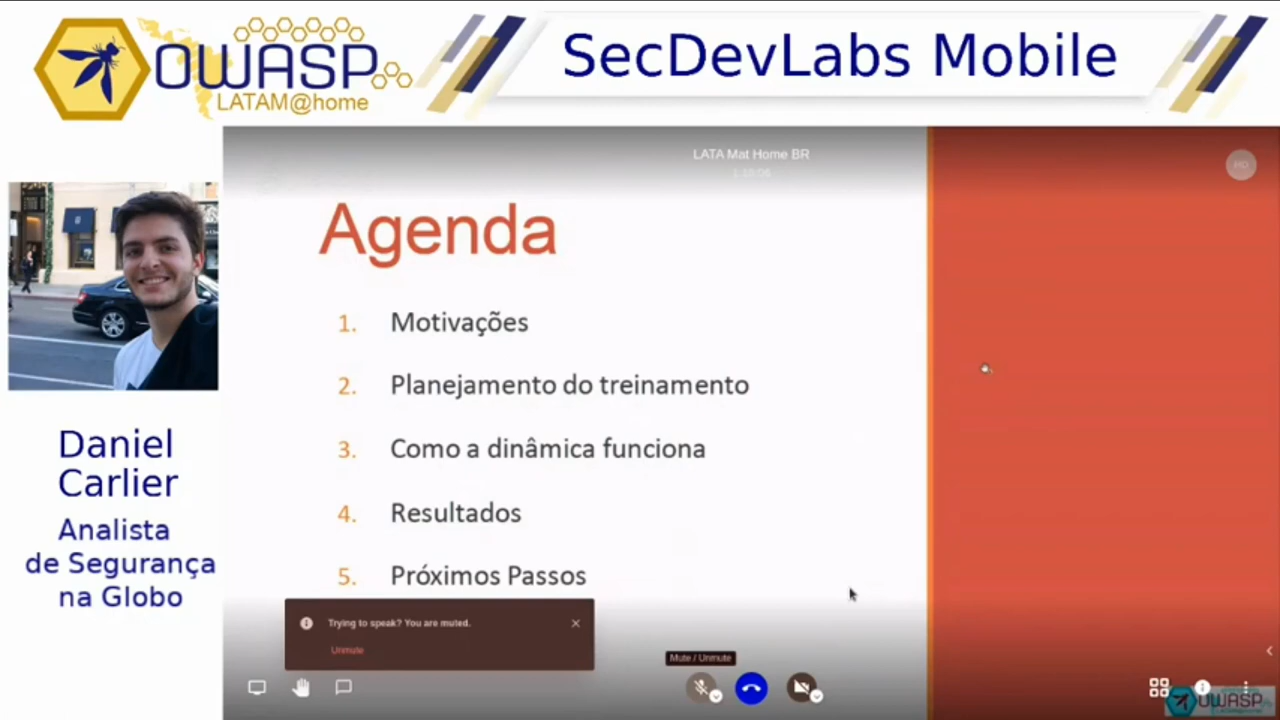 OWASP
LATAM@home
SecDevLabs Mobile
LATA Mat Home BR
Agenda
1. Motivações
2. Planejamento do treinamento
3. Como a dinâmica funciona
4. Resultados
5. Próximos Passos
Daniel
Carlier
Analista
de Segurança
na Globo
Trying to speak? You are muted.
Unmute
Mute / Unmute
OWASP